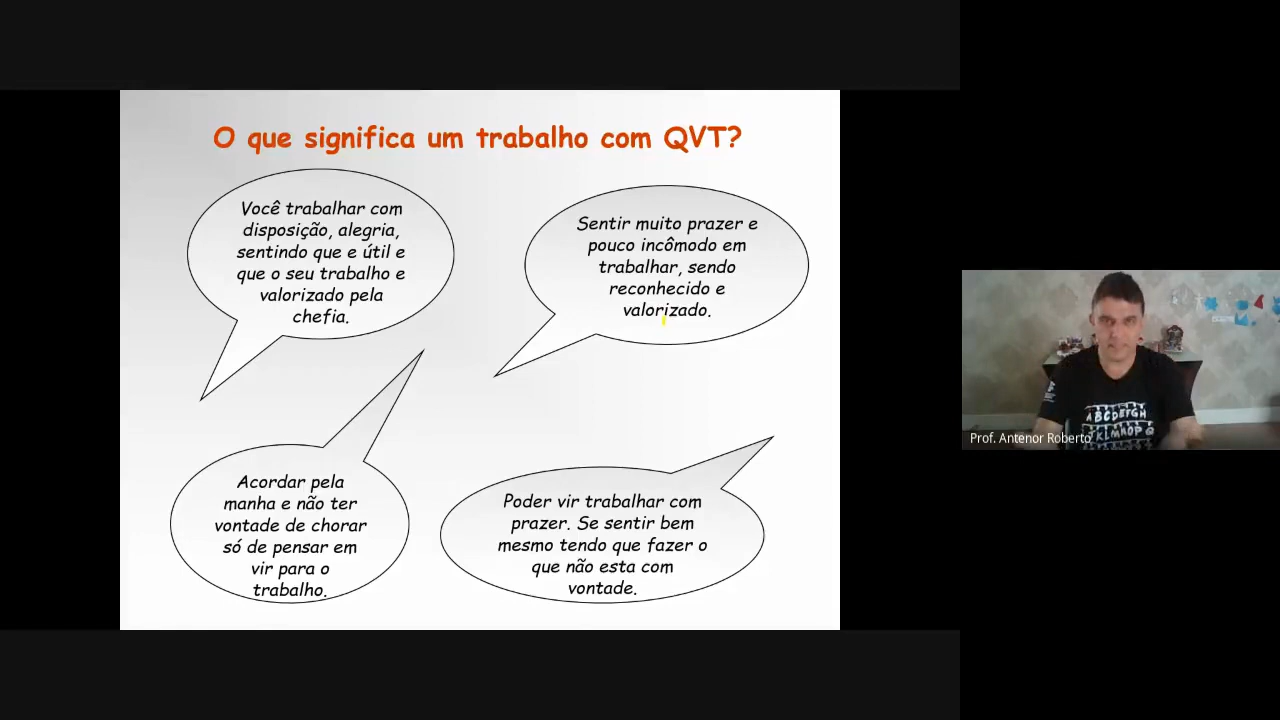 O que significa um trabalho com QVT?
Você trabalhar com
disposição, alegria,
sentindo que e útil e
que o seu trabalho e
valorizado pela
chefia.
Sentir muito prazer e
pouco incômodo em
trabalhar, sendo
reconhecido e
valorizado.
Acordar pela
manha e não ter
vontade de chorar
só de pensar em
vir para o
trabalho.
Poder vir trabalhar com
prazer. Se sentir bem
mesmo tendo que fazer o
que não esta com
vontade.
ABCDEFGH
Prof. Antenor Roberto